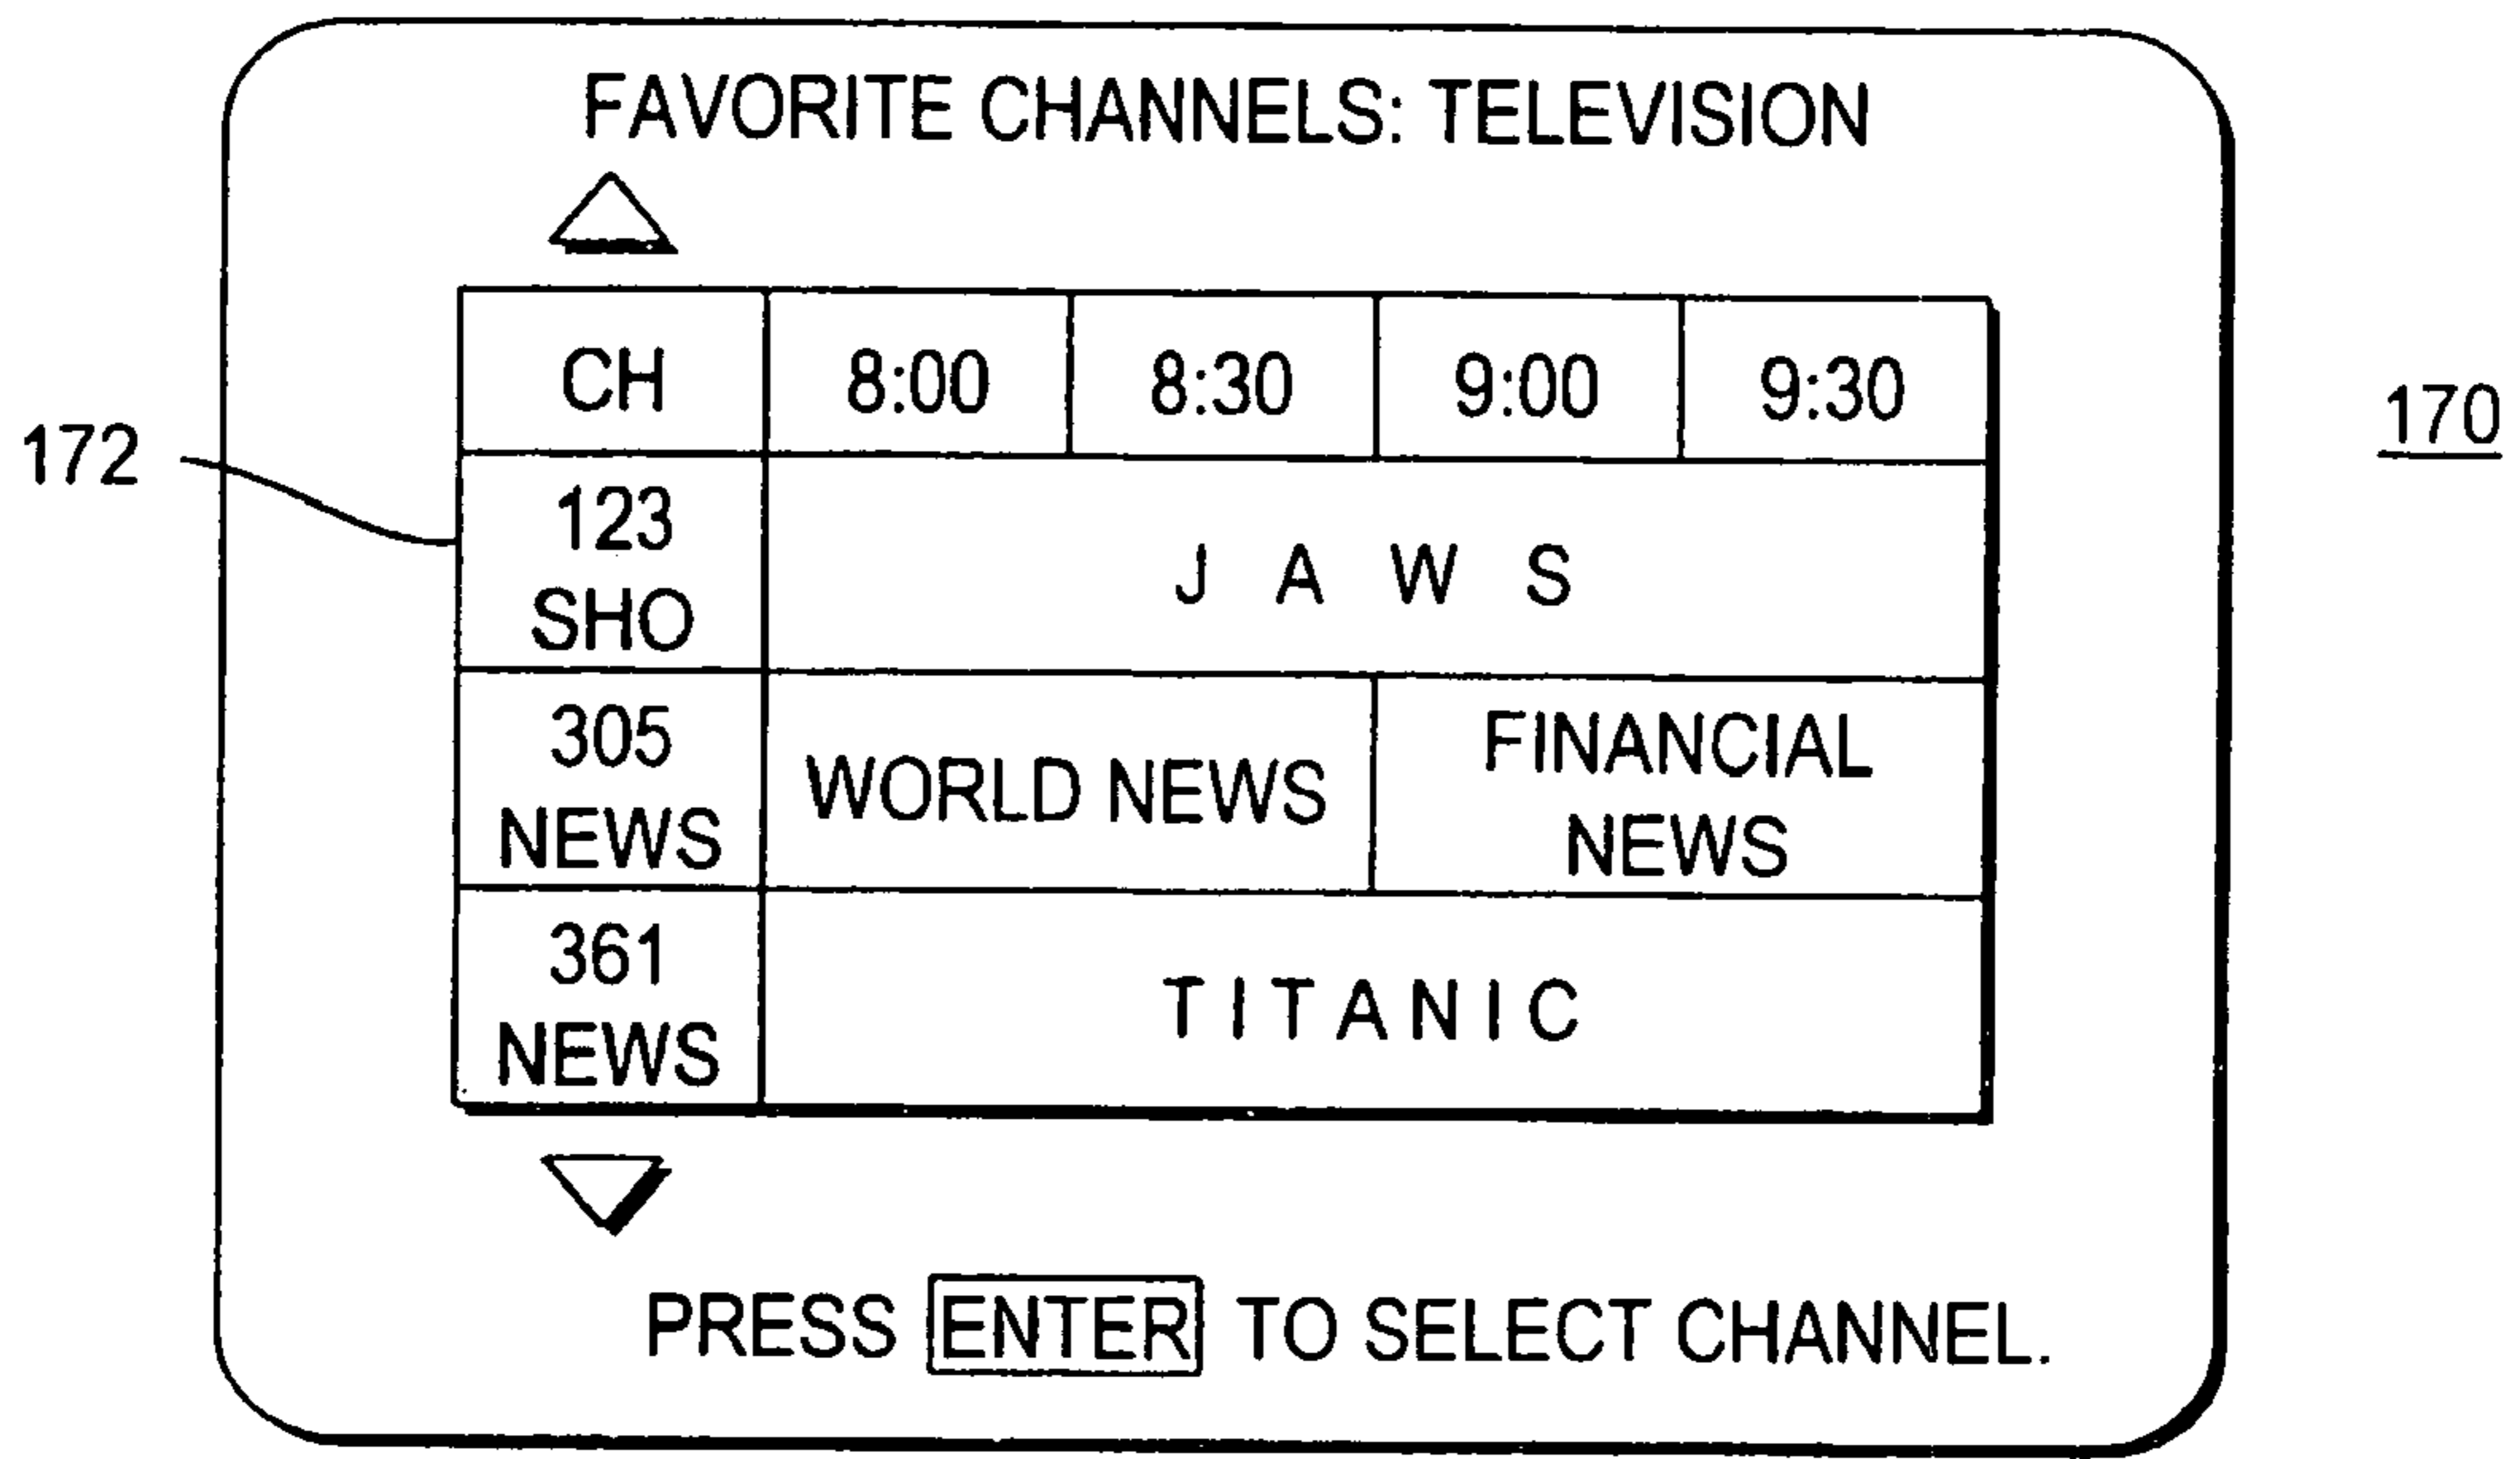 FAVORITE CHANNELS: TELEVISION
CH 8:00 8:30 9:00 9:30
170
172
123
SHO
J A W S
305
NEWS
WORLD NEWS
FINANCIAL
NEWS
361
NEWS
T I T A N I C
PRESS ENTER TO SELECT CHANNEL.